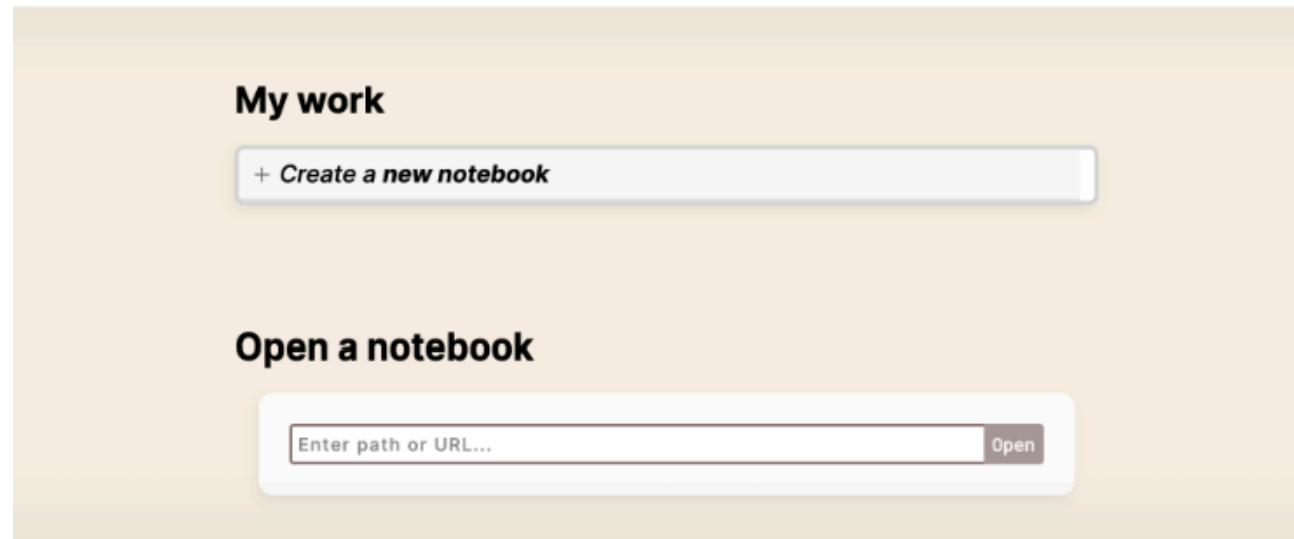 My work
+ Create a new notebook
Open a notebook
Enter path or URL...
Open